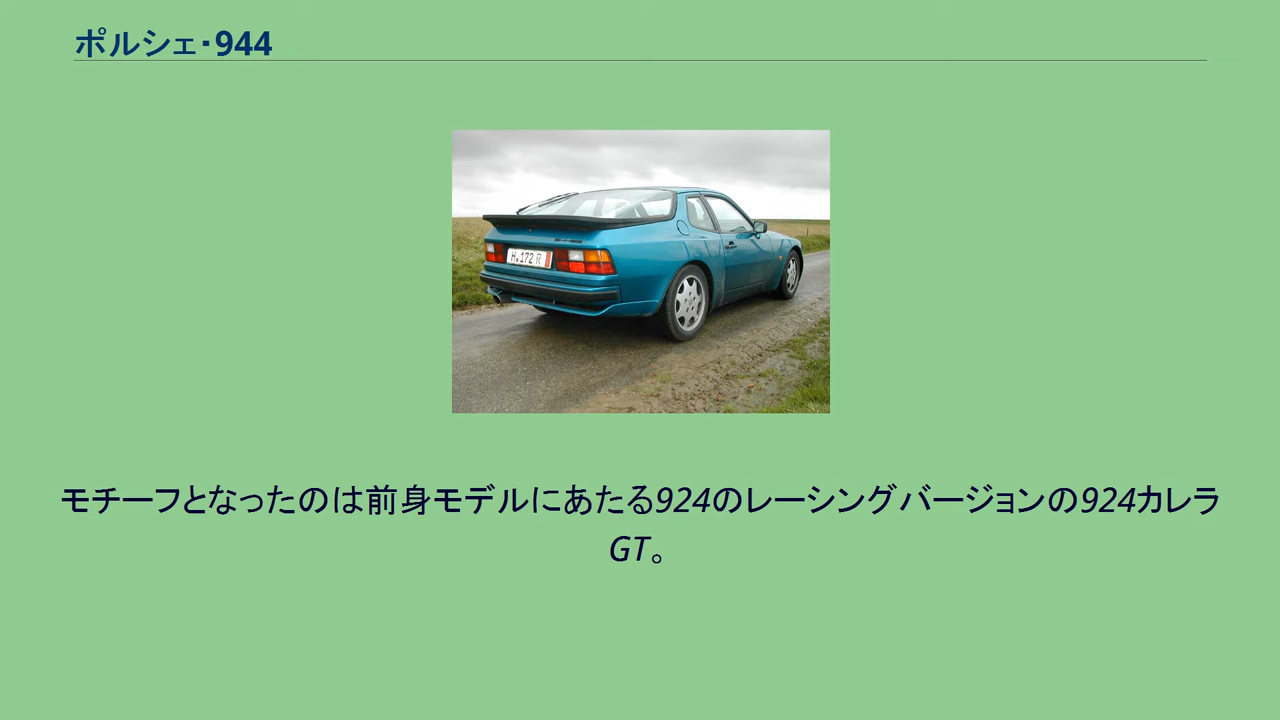 ポルシェ・944
H・172 R
モチーフとなったのは前身モデルにあたる924のレーシングバージョンの924カレラ
GT。